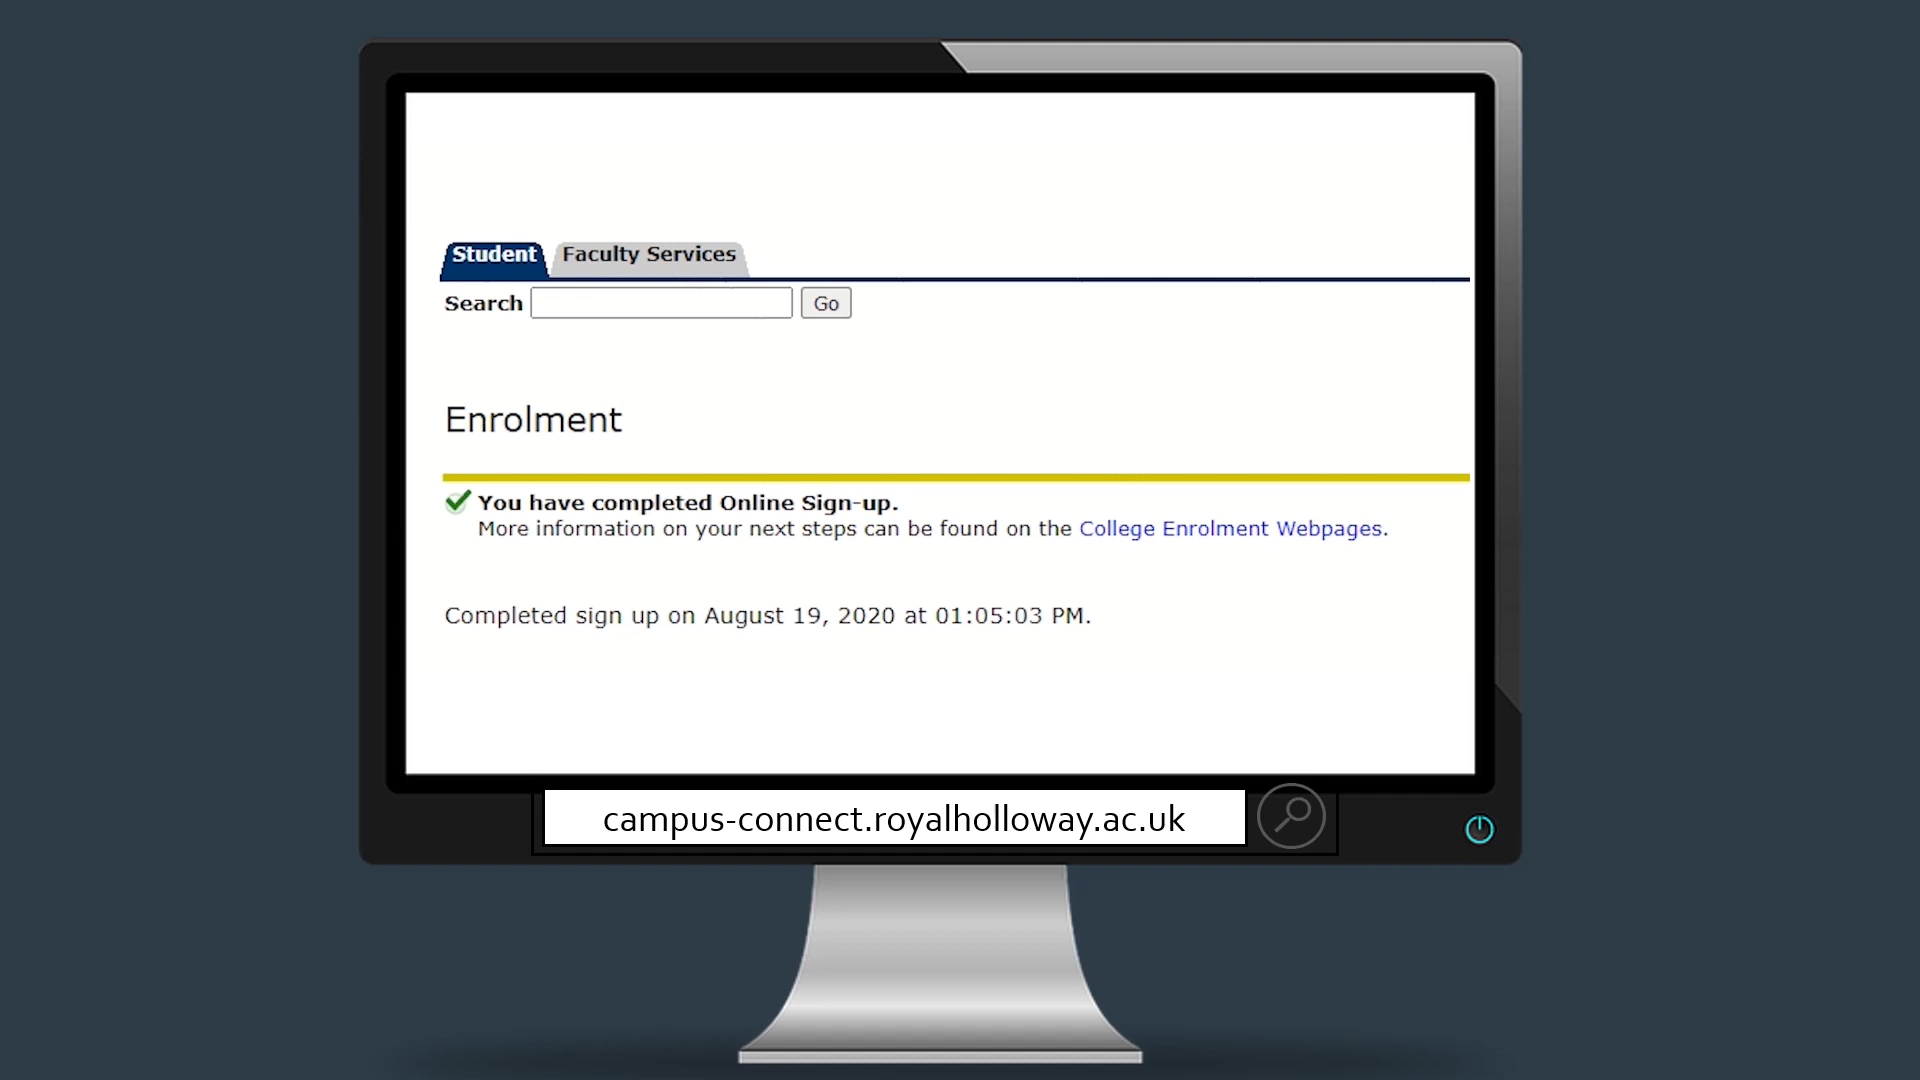 Student Faculty Services
Search Go
Enrolment
You have completed Online Sign-up.
More information on your next steps can be found on the College Enrolment Webpages.
Completed sign up on August 19, 2020 at 01:05:03 PM.
campus-connect.royalholloway.ac.uk